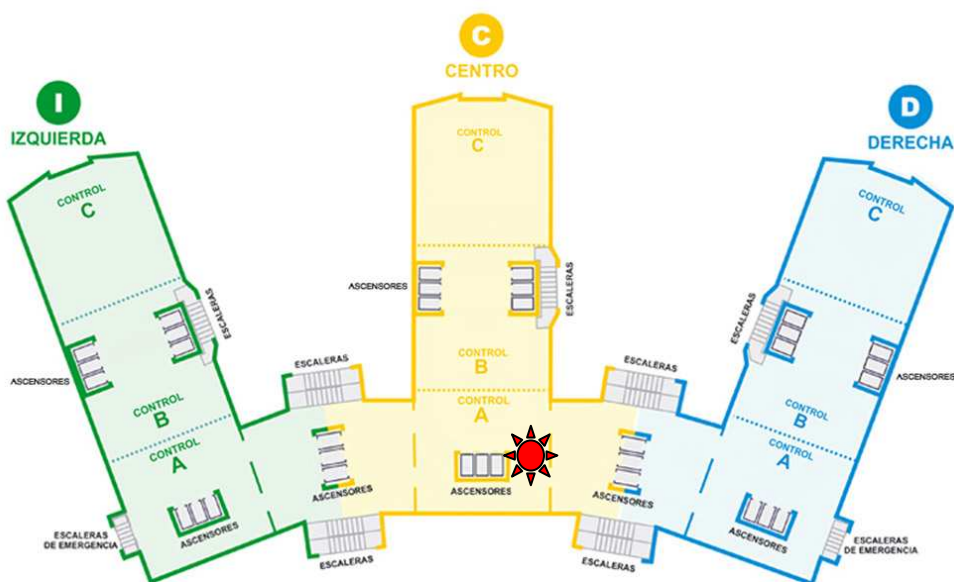 C
CENTRO
I
IZQUIERDA
D
DERECHA
CONTROL
C
CONTROL
C
CONTROL
C
ASCENSORES
ESCALERAS
ESCALERAS
ESCALERAS
ASCENSORES
ASCENSORES
ESCALERAS
ESCALERAS
CONTROL
B
CONTROL
B
CONTROL
B
CONTROL
A
CONTROL
A
CONTROL
A
ASCENSORES
ASCENSORES
ASCENSORES
ASCENSORES
ASCENSORES
ESCALERAS
DE EMERGENCIA
ESCALERAS
DE EMERGENCIA
ESCALERAS
ESCALERAS